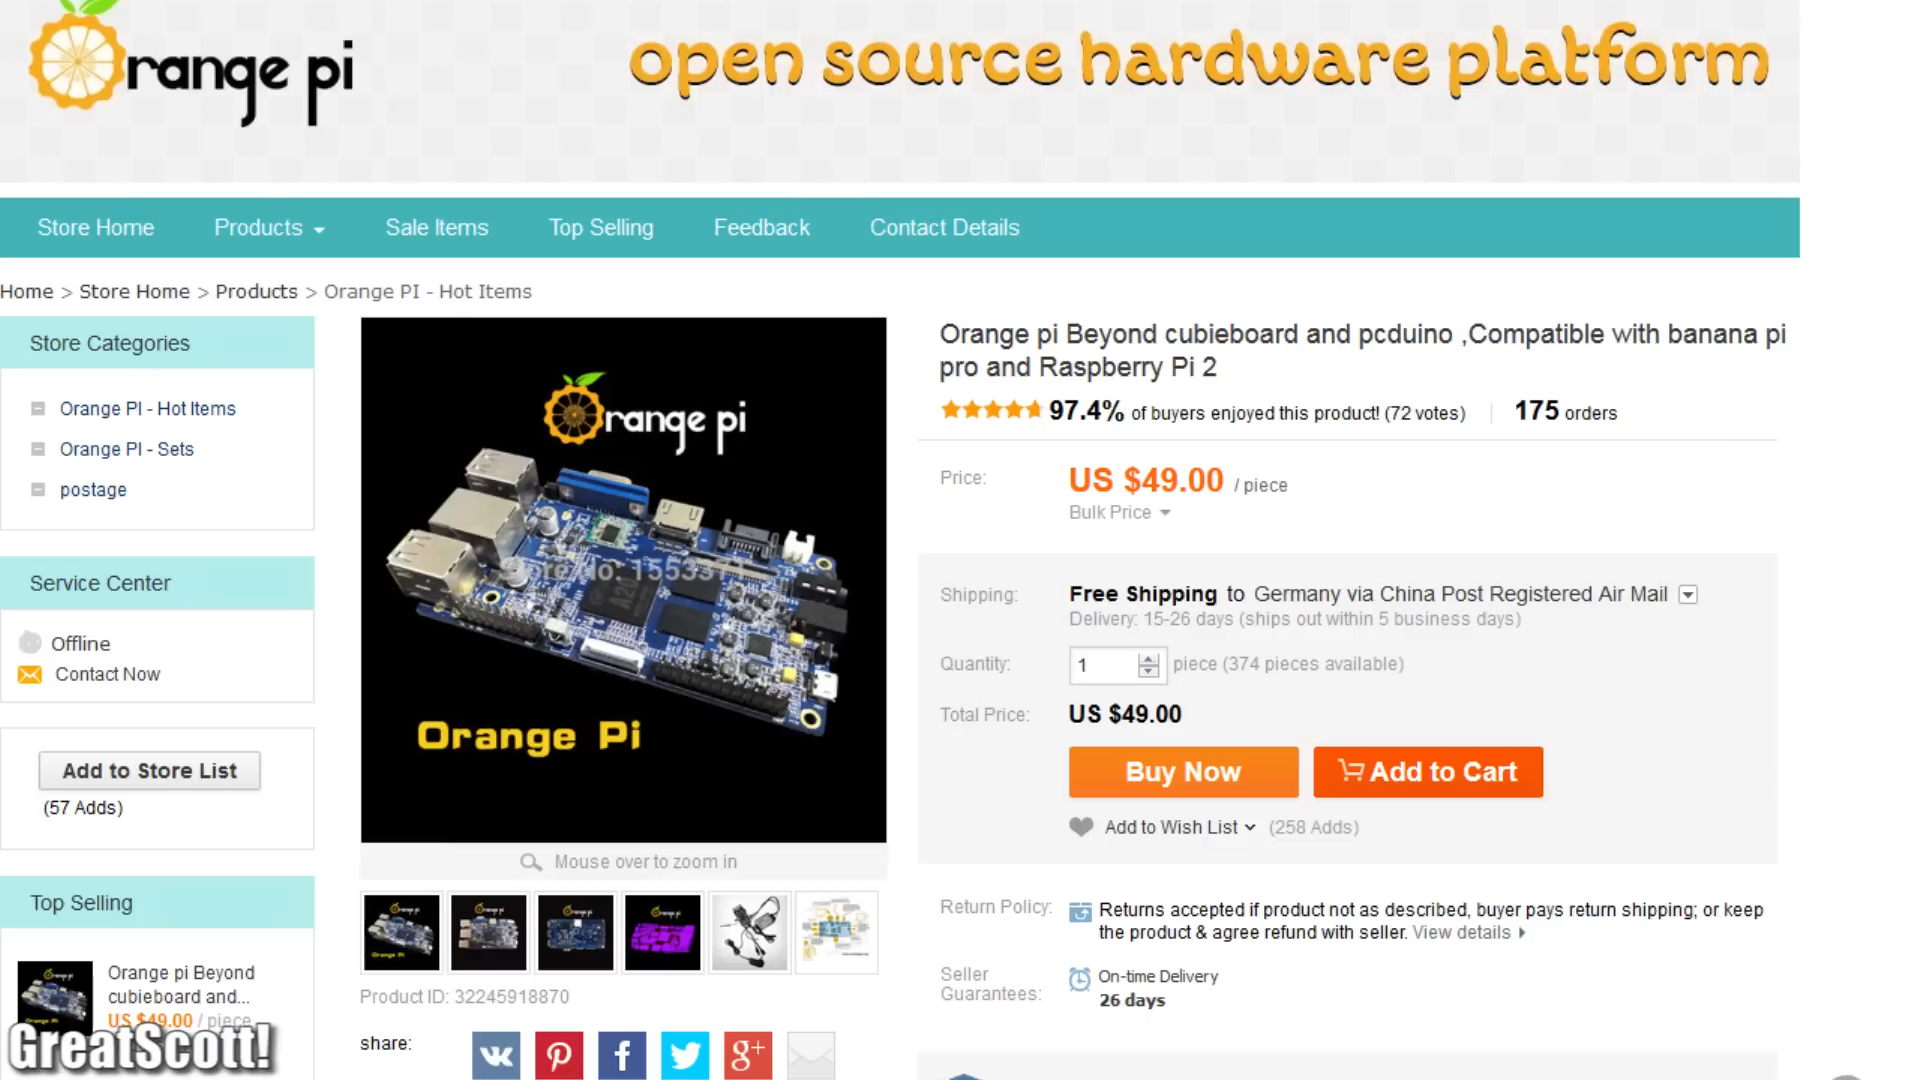 Orange pi
open source hardware platform
Store Home Products Sale Items Top Selling Feedback Contact Details
Home > Store Home > Products > Orange PI - Hot Items
Store Categories
Orange PI - Hot Items
Orange PI - Sets
postage
Service Center
Offline
Contact Now
Add to Store List
(57 Adds)
Top Selling
Orange pi Beyond
cubieboard and...
US $49.00 / piece
GreatScott!
Orange pi
Orange Pi
Mouse over to zoom in
Product ID: 32245918870
share:
Orange pi Beyond cubieboard and pcduino ,Compatible with banana pi
pro and Raspberry Pi 2
97.4% of buyers enjoyed this product! (72 votes) 175 orders
Price: US $49.00 / piece
Bulk Price
Shipping: Free Shipping to Germany via China Post Registered Air Mail
Delivery: 15-26 days (ships out within 5 business days)
Quantity: 1 piece (374 pieces available)
Total Price: US $49.00
Buy Now Add to Cart
Add to Wish List (258 Adds)
Return Policy: Returns accepted if product not as described, buyer pays return shipping; or keep
the product & agree refund with seller. View details
Seller
Guarantees:
On-time Delivery
26 days